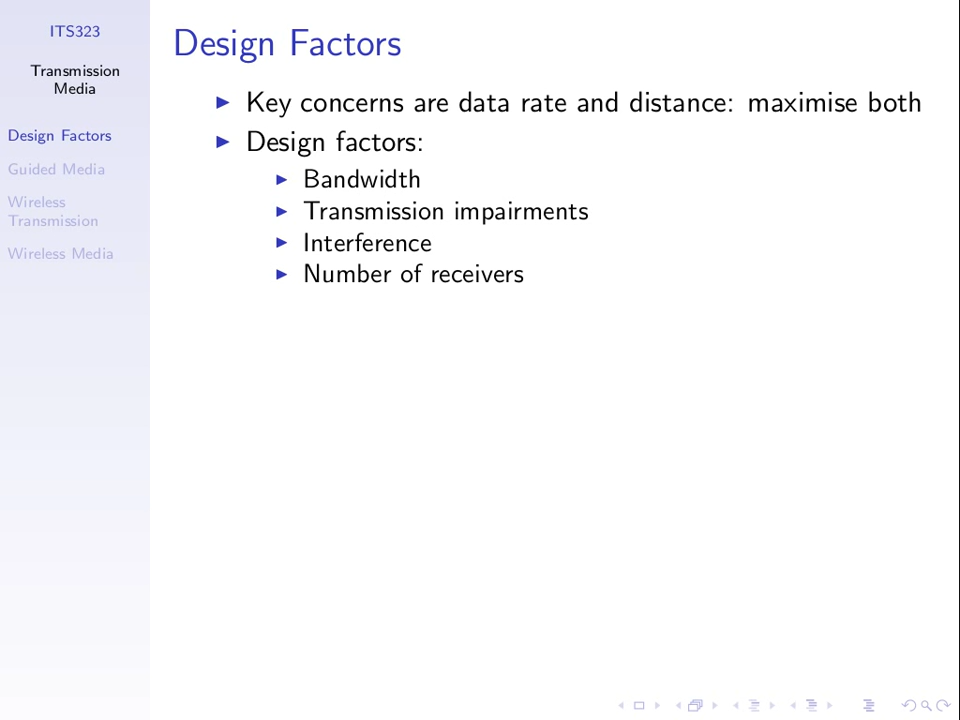 ITS323
Transmission
Media
Design Factors
Guided Media
Wireless
Transmission
Wireless Media
Design Factors
Key concerns are data rate and distance: maximise both
Design factors:
Bandwidth
Transmission impairments
Interference
Number of receivers